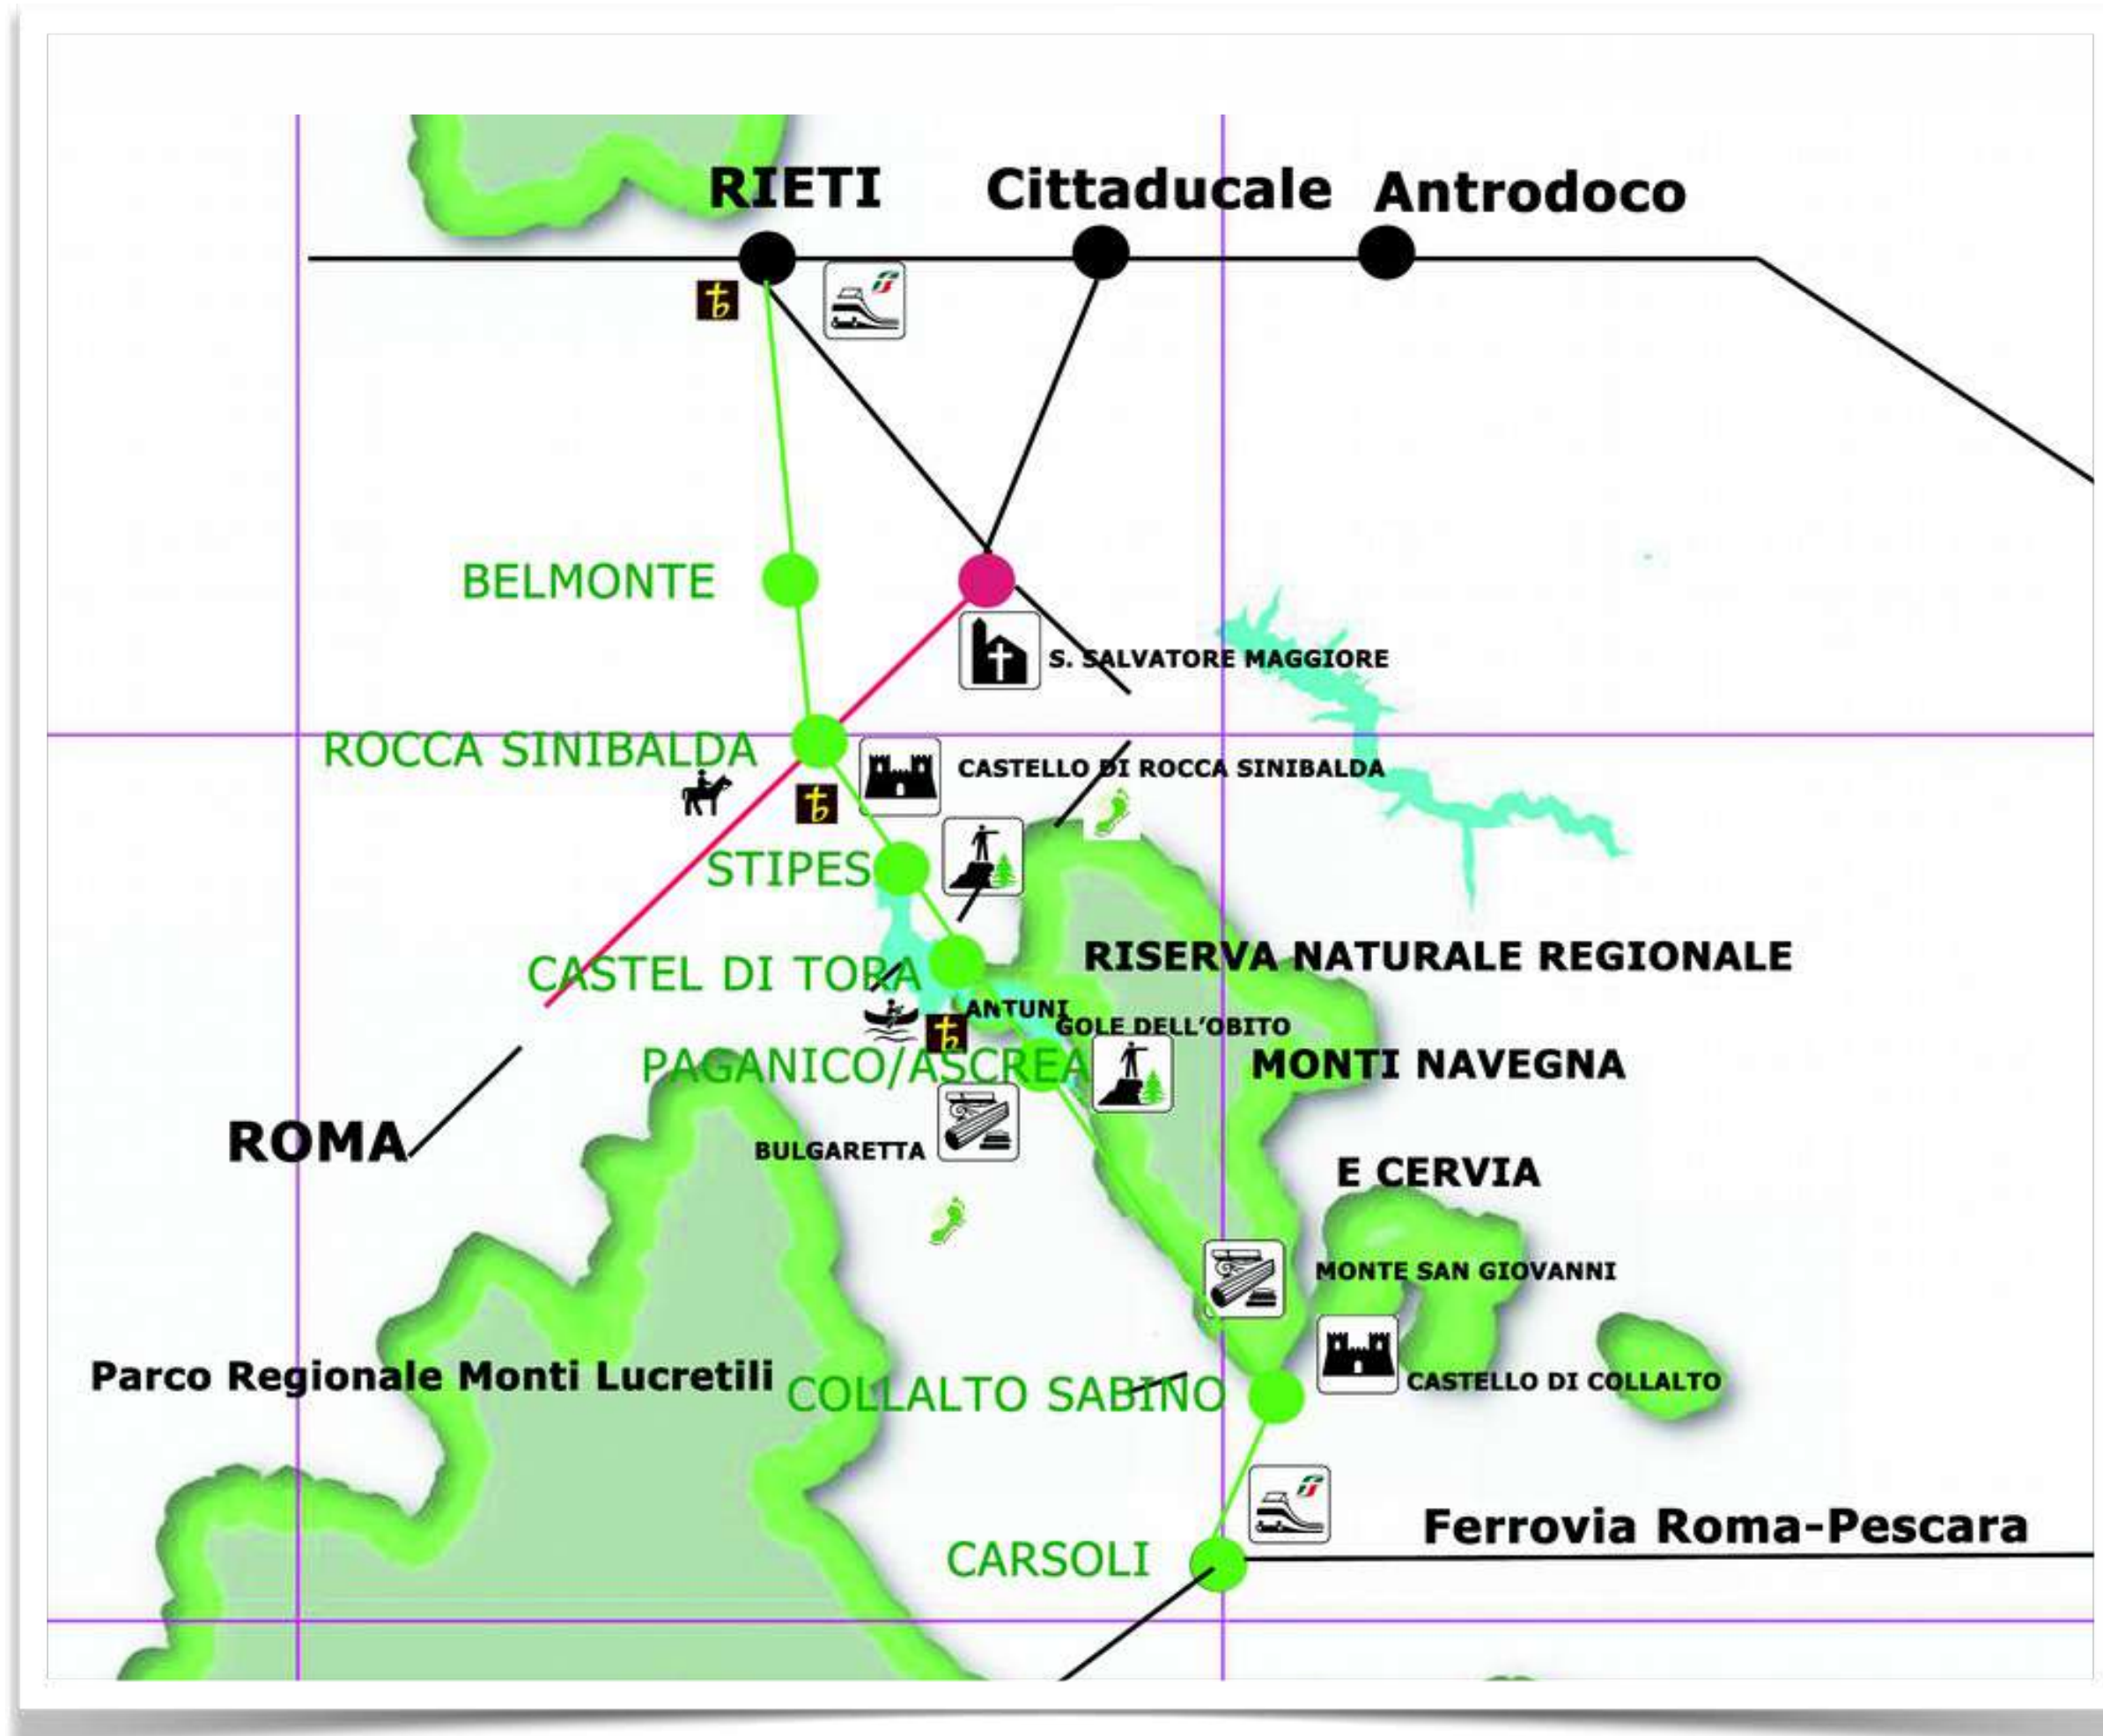 RIETI
Cittaducale
Antrodoco
BELMONTE
S. SALVATORE MAGGIORE
ROCCA SINIBALDA
CASTELLO DI ROCCA SINIBALDA
STIPES
RISERVA NATURALE REGIONALE
CASTEL DI TORA
ANTUNI
GOLE DELL'OBITO
PAGANICO/ASCREA
MONTI NAVEGNA
ROMA
BULGARETTA
E CERVIA
MONTE SAN GIOVANNI
Parco Regionale Monti Lucretili
COLLALTO SABINO
CASTELLO DI COLLALTO
Ferrovia Roma-Pescara
CARSOLI